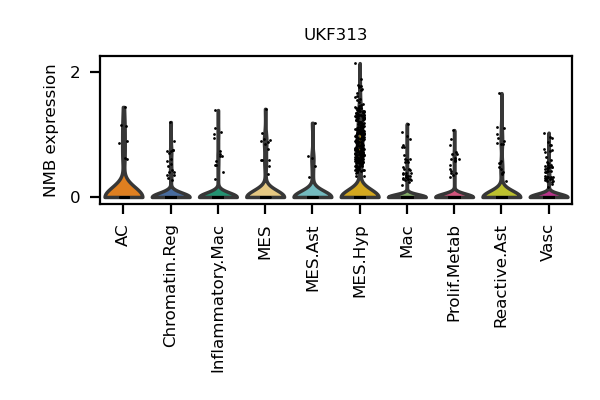 UKF313
NMB expression
2
0
AC
Chromatin.Reg
Inflammatory.Mac
MES
MES.Ast
MES.Hyp
Mac
Prolif.Metab
Reactive.Ast
Vasc